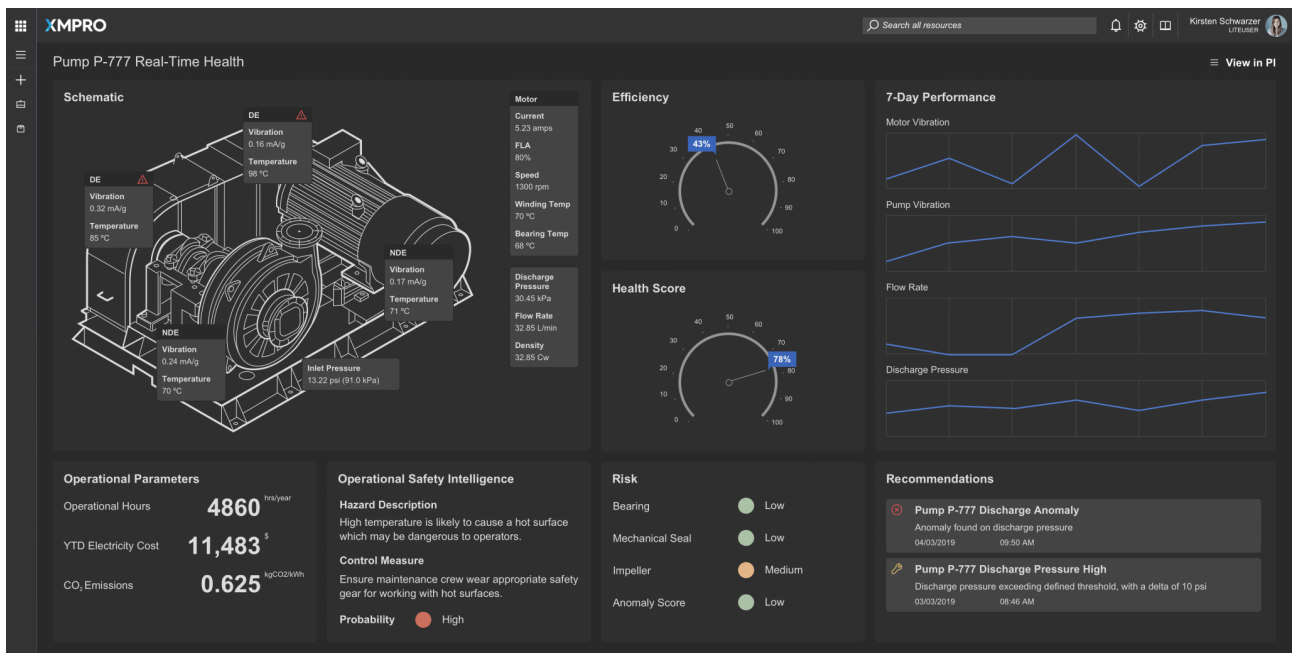 XMPRO
Search all resources
Kirsten Schwarzer
LITEUSER
Pump P-777 Real-Time Health
View in PI
Schematic
DE
Vibration
0.16 mA/g
Temperature
98 ºC
DE
Vibration
0.32 mA/g
Temperature
85 ºC
NDE
Vibration
0.17 mA/g
Temperature
71 ºC
NDE
Vibration
0.24 mA/g
Temperature
70 ºC
Inlet Pressure
13.22 psi (91.0 kPa)
Motor
Current
5.23 amps
FLA
80%
Speed
1300 rpm
Winding Temp
70 ºC
Bearing Temp
68 ºC
Discharge
Pressure
30.45 kPa
Flow Rate
32.85 L/min
Density
32.85 Cw
Efficiency
0
10
20
30
40
50
60
70
80
90
100
43%
Health Score
0
10
20
30
40
50
60
70
80
90
100
78%
7-Day Performance
Motor Vibration
Pump Vibration
Flow Rate
Discharge Pressure
Operational Parameters
Operational Hours 4860 hrs/year
YTD Electricity Cost 11,483 $
CO₂ Emissions 0.625 kgCO2/kWh
Operational Safety Intelligence
Hazard Description
High temperature is likely to cause a hot surface
which may be dangerous to operators.
Control Measure
Ensure maintenance crew wear appropriate safety
gear for working with hot surfaces.
Probability High
Risk
Bearing Low
Mechanical Seal Low
Impeller Medium
Anomaly Score Low
Recommendations
Pump P-777 Discharge Anomaly
Anomaly found on discharge pressure
04/03/2019 09:50 AM
Pump P-777 Discharge Pressure High
Discharge pressure exceeding defined threshold, with a delta of 10 psi
03/03/2019 08:46 AM